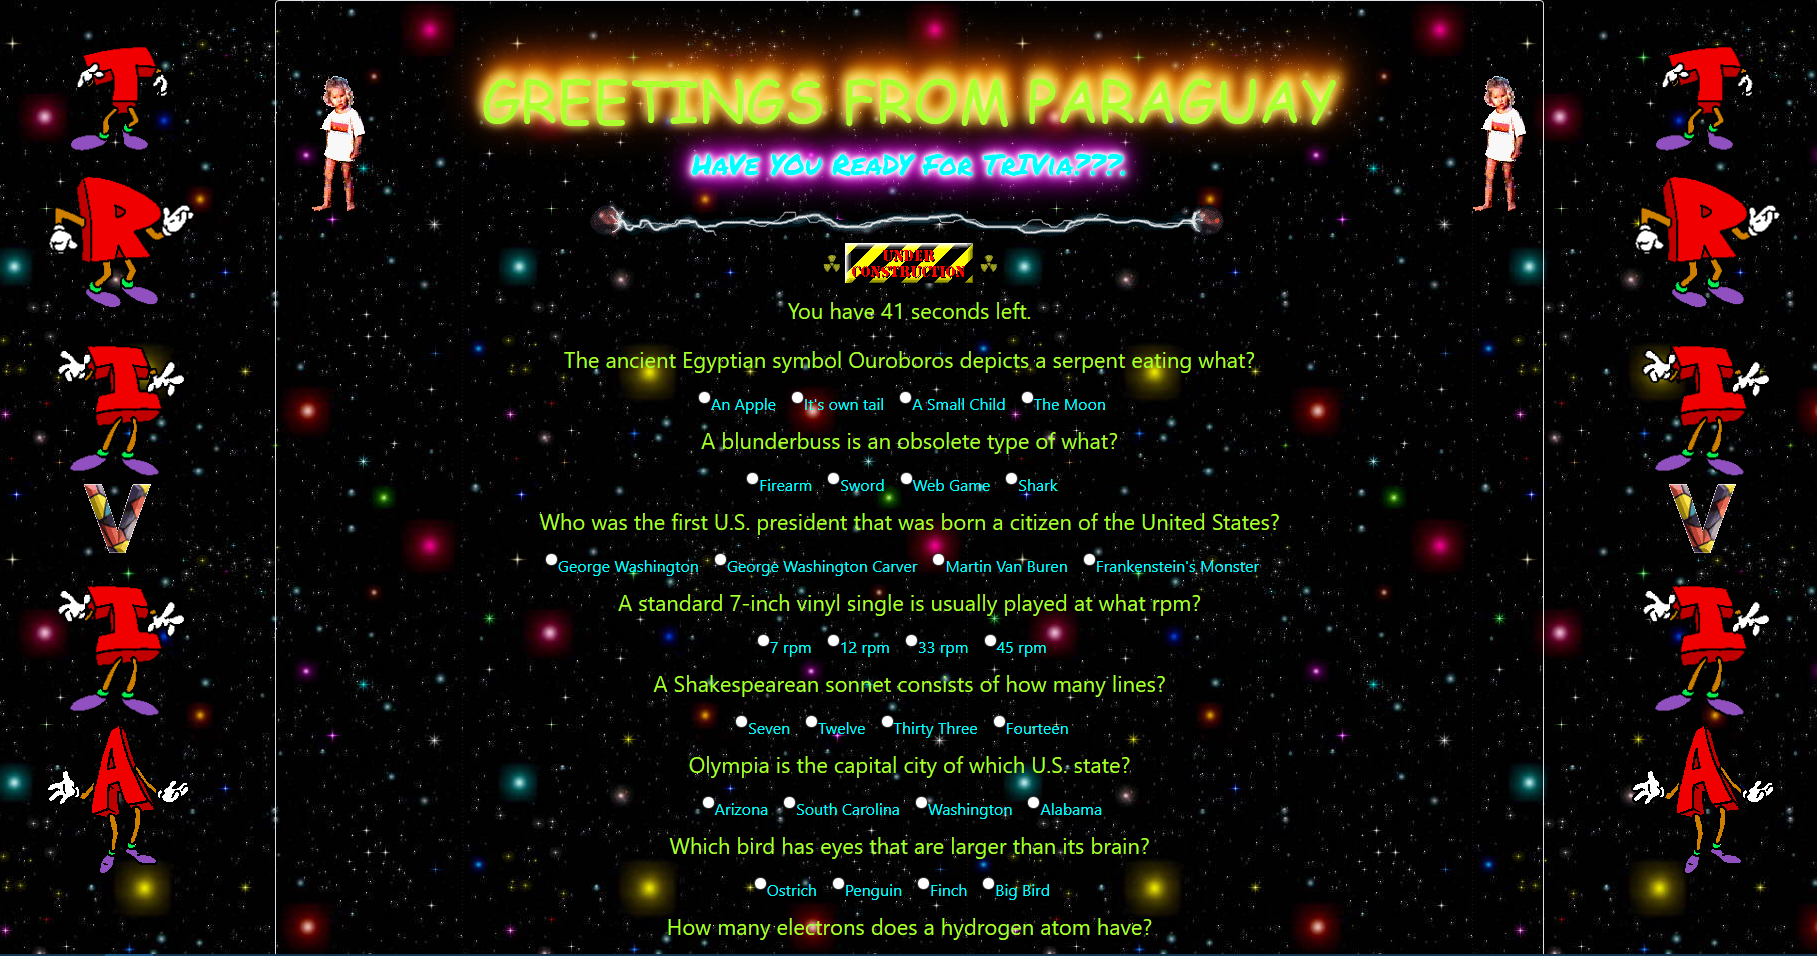 GREETINGS FROM PARAGUAY
HaVe YOu ReaDY For TrIVia???.
UNDER
CONSTRUCTION
You have 41 seconds left.
The ancient Egyptian symbol Ouroboros depicts a serpent eating what?
An Apple It's own tail A Small Child The Moon
A blunderbuss is an obsolete type of what?
Firearm Sword Web Game Shark
Who was the first U.S. president that was born a citizen of the United States?
George Washington George Washington Carver Martin Van Buren Frankenstein's Monster
A standard 7-inch vinyl single is usually played at what rpm?
7 rpm 12 rpm 33 rpm 45 rpm
A Shakespearean sonnet consists of how many lines?
Seven Twelve Thirty Three Fourteen
Olympia is the capital city of which U.S. state?
Arizona South Carolina Washington Alabama
Which bird has eyes that are larger than its brain?
Ostrich Penguin Finch Big Bird
How many electrons does a hydrogen atom have?
T
R
I
V
I
A
T
R
I
V
I
A